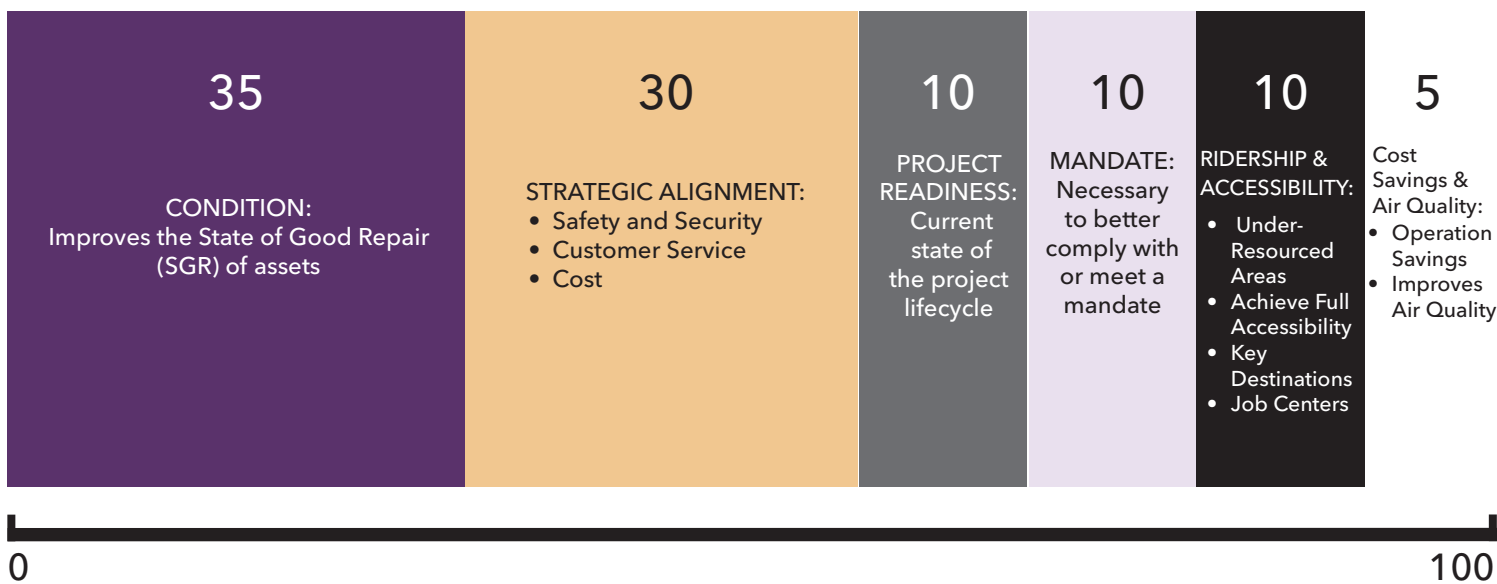 35
CONDITION:
Improves the State of Good Repair
(SGR) of assets
30
STRATEGIC ALIGNMENT:
• Safety and Security
• Customer Service
• Cost
10
PROJECT
READINESS:
Current
state of
the project
lifecycle
10
MANDATE:
Necessary
to better
comply with
or meet a
mandate
10
RIDERSHIP &
ACCESSIBILITY:
• Under-
Resourced
Areas
• Achieve Full
Accessibility
• Key
Destinations
• Job Centers
5
Cost
Savings &
Air Quality:
• Operation
Savings
• Improves
Air Quality
0
100